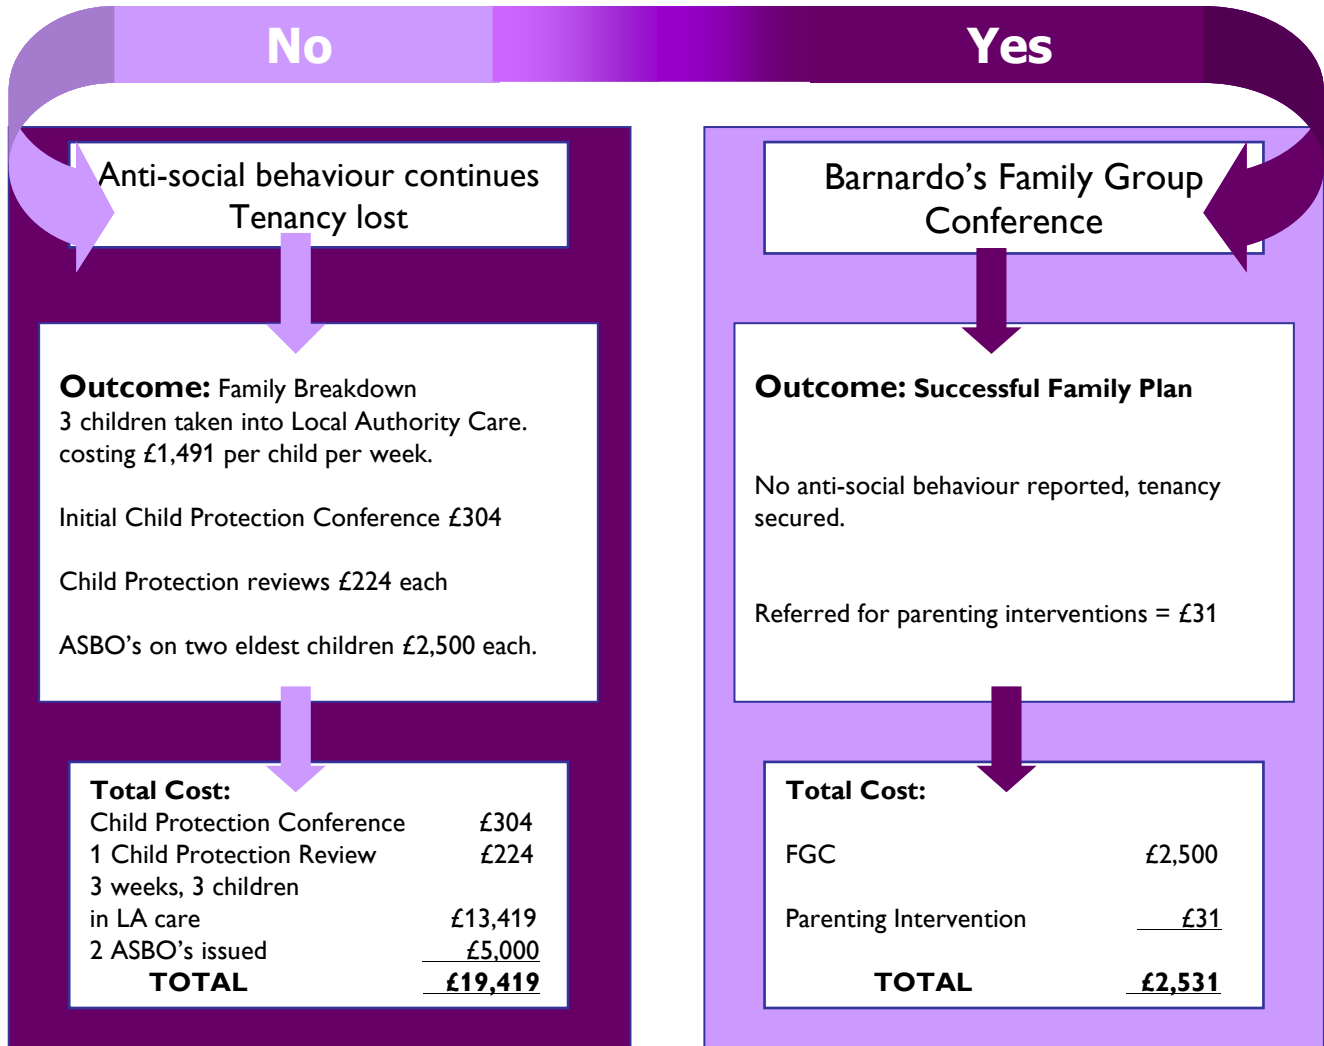 No
Yes
Anti-social behaviour continues
Tenancy lost
Outcome: Family Breakdown
3 children taken into Local Authority Care.
costing £1,491 per child per week.
Initial Child Protection Conference £304
Child Protection reviews £224 each
ASBO’s on two eldest children £2,500 each.
Total Cost:
Child Protection Conference £304
1 Child Protection Review £224
3 weeks, 3 children
in LA care £13,419
2 ASBO’s issued £5,000
TOTAL £19,419
Barnardo’s Family Group
Conference
Outcome: Successful Family Plan
No anti-social behaviour reported, tenancy
secured.
Referred for parenting interventions = £31
Total Cost:
FGC £2,500
Parenting Intervention £31
TOTAL £2,531